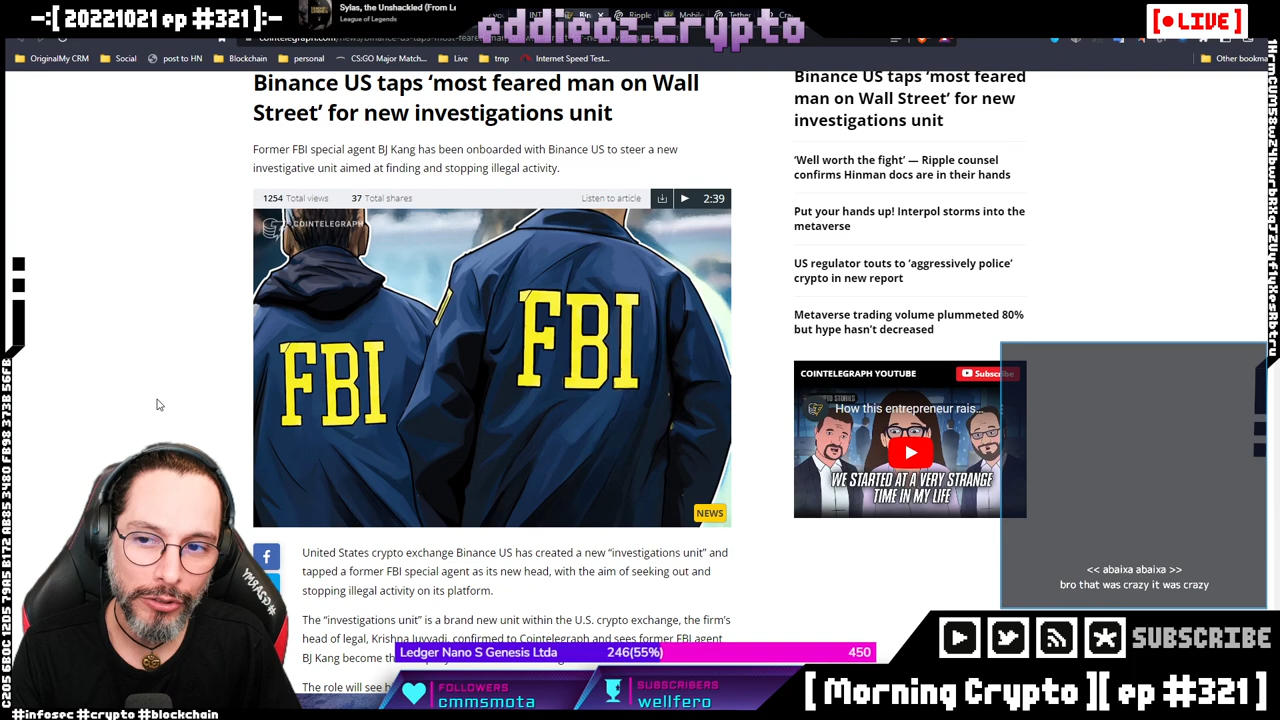 -:[ 20221021 ep #321 ]:-
Sylas, the Unshackled (From Le
League of Legends
eddieoz crypto
[● LIVE ]
OriginalMy CRM
Social
post to HN
Blockchain
personal
CS:GO Major Match...
Live
tmp
Internet Speed Test...
Other bookma
Binance US taps ‘most feared man on Wall
Street’ for new investigations unit
Former FBI special agent BJ Kang has been onboarded with Binance US to steer a new
investigative unit aimed at finding and stopping illegal activity.
1254 Total views
37 Total shares
Listen to article
2:39
COINTELEGRAPH
FBI
FBI
NEWS
United States crypto exchange Binance US has created a new “investigations unit” and
tapped a former FBI special agent as its new head, with the aim of seeking out and
stopping illegal activity on its platform.
The “investigations unit” is a brand new unit within the U.S. crypto exchange, the firm’s
head of legal, Krishna Juvvadi, confirmed to Cointelegraph and sees former FBI agent
BJ Kang become th
The role will see h
Binance US taps ‘most feared
man on Wall Street’ for new
investigations unit
‘Well worth the fight’ — Ripple counsel
confirms Hinman docs are in their hands
Put your hands up! Interpol storms into the
metaverse
US regulator touts to ‘aggressively police’
crypto in new report
Metaverse trading volume plummeted 80%
but hype hasn’t decreased
COINTELEGRAPH YOUTUBE
Subscribe
How this entrepreneur rais...
WE STARTED AT A VERY STRANGE
TIME IN MY LIFE
<< abaixa abaixa >>
bro that was crazy it was crazy
Ledger Nano S Genesis Ltda
246(55%)
450
FOLLOWERS
cmmsmota
SUBSCRIBERS
wellfero
SUBSCRIBE
[ Morning Crypto ][ ep #321 ]
#infosec #crypto #blockchain